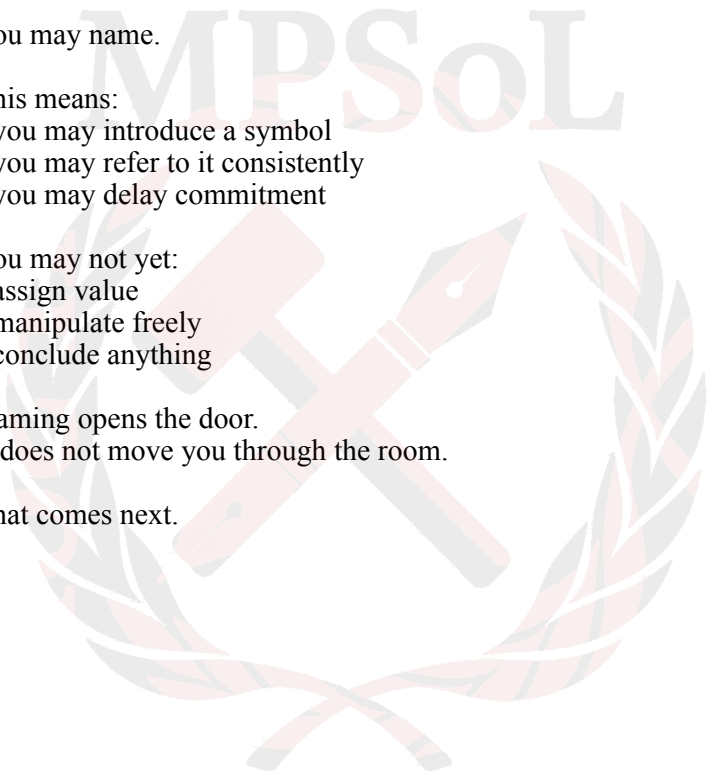 MPSoL
ou may name.
his means:
you may introduce a symbol
you may refer to it consistently
you may delay commitment
ou may not yet:
assign value
manipulate freely
conclude anything
aming opens the door.
does not move you through the room.
hat comes next.